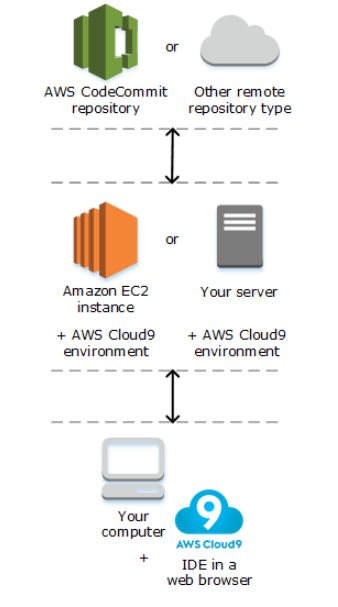 or
AWS CodeCommit
repository
Other remote
repository type
or
Amazon EC2
instance
Your server
+ AWS Cloud9
environment
+ AWS Cloud9
environment
Your
computer
+
9
AWS Cloud9
IDE in a
web browser